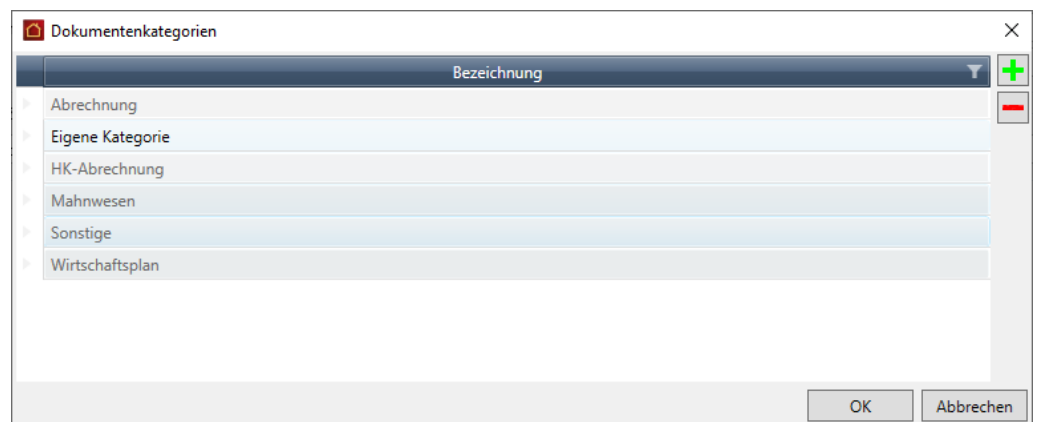 Dokumentenkategorien
Bezeichnung
Abrechnung
Eigene Kategorie
HK-Abrechnung
Mahnwesen
Sonstige
Wirtschaftsplan
OK Abbrechen